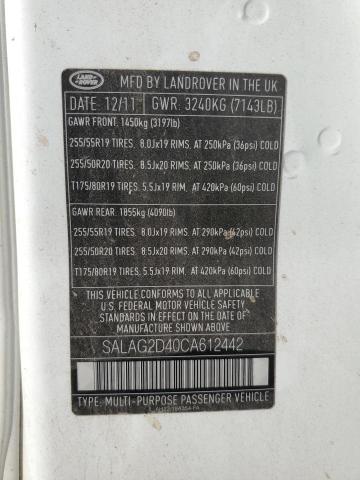 LAND ROVER
MFD BY LANDROVER IN THE UK
DATE 12/11 GWR: 3240KG (7143LB)
GAWR FRONT: 1450kg (3197lb)
255/55R19 TIRES, 8.0Jx19 RIMS, AT 250kPa (36psi) COLD
255/50R20 TIRES, 8.5Jx20 RIMS, AT 250kPa (36psi) COLD
T175/80R19 TIRES, 5.5Jx19 RIM, AT 420kPa (60psi) COLD
GAWR REAR: 1855kg (4090lb)
255/55R19 TIRES, 8.0Jx19 RIMS, AT 290kPa (42psi) COLD
255/50R20 TIRES, 8.5Jx20 RIMS, AT 290kPa (42psi) COLD
T175/80R19 TIRES, 5.5Jx19 RIM, AT 420kPa (60psi) COLD
THIS VEHICLE CONFORMS TO ALL APPLICABLE
U.S. FEDERAL MOTOR VEHICLE SAFETY AND
THEFT PREVENTION STANDARDS IN EFFECT ON
THE DATE OF MANUFACTURE SHOWN ABOVE
SALAG2D40CA612442
TYPE: MULTI-PURPOSE PASSENGER VEHICLE